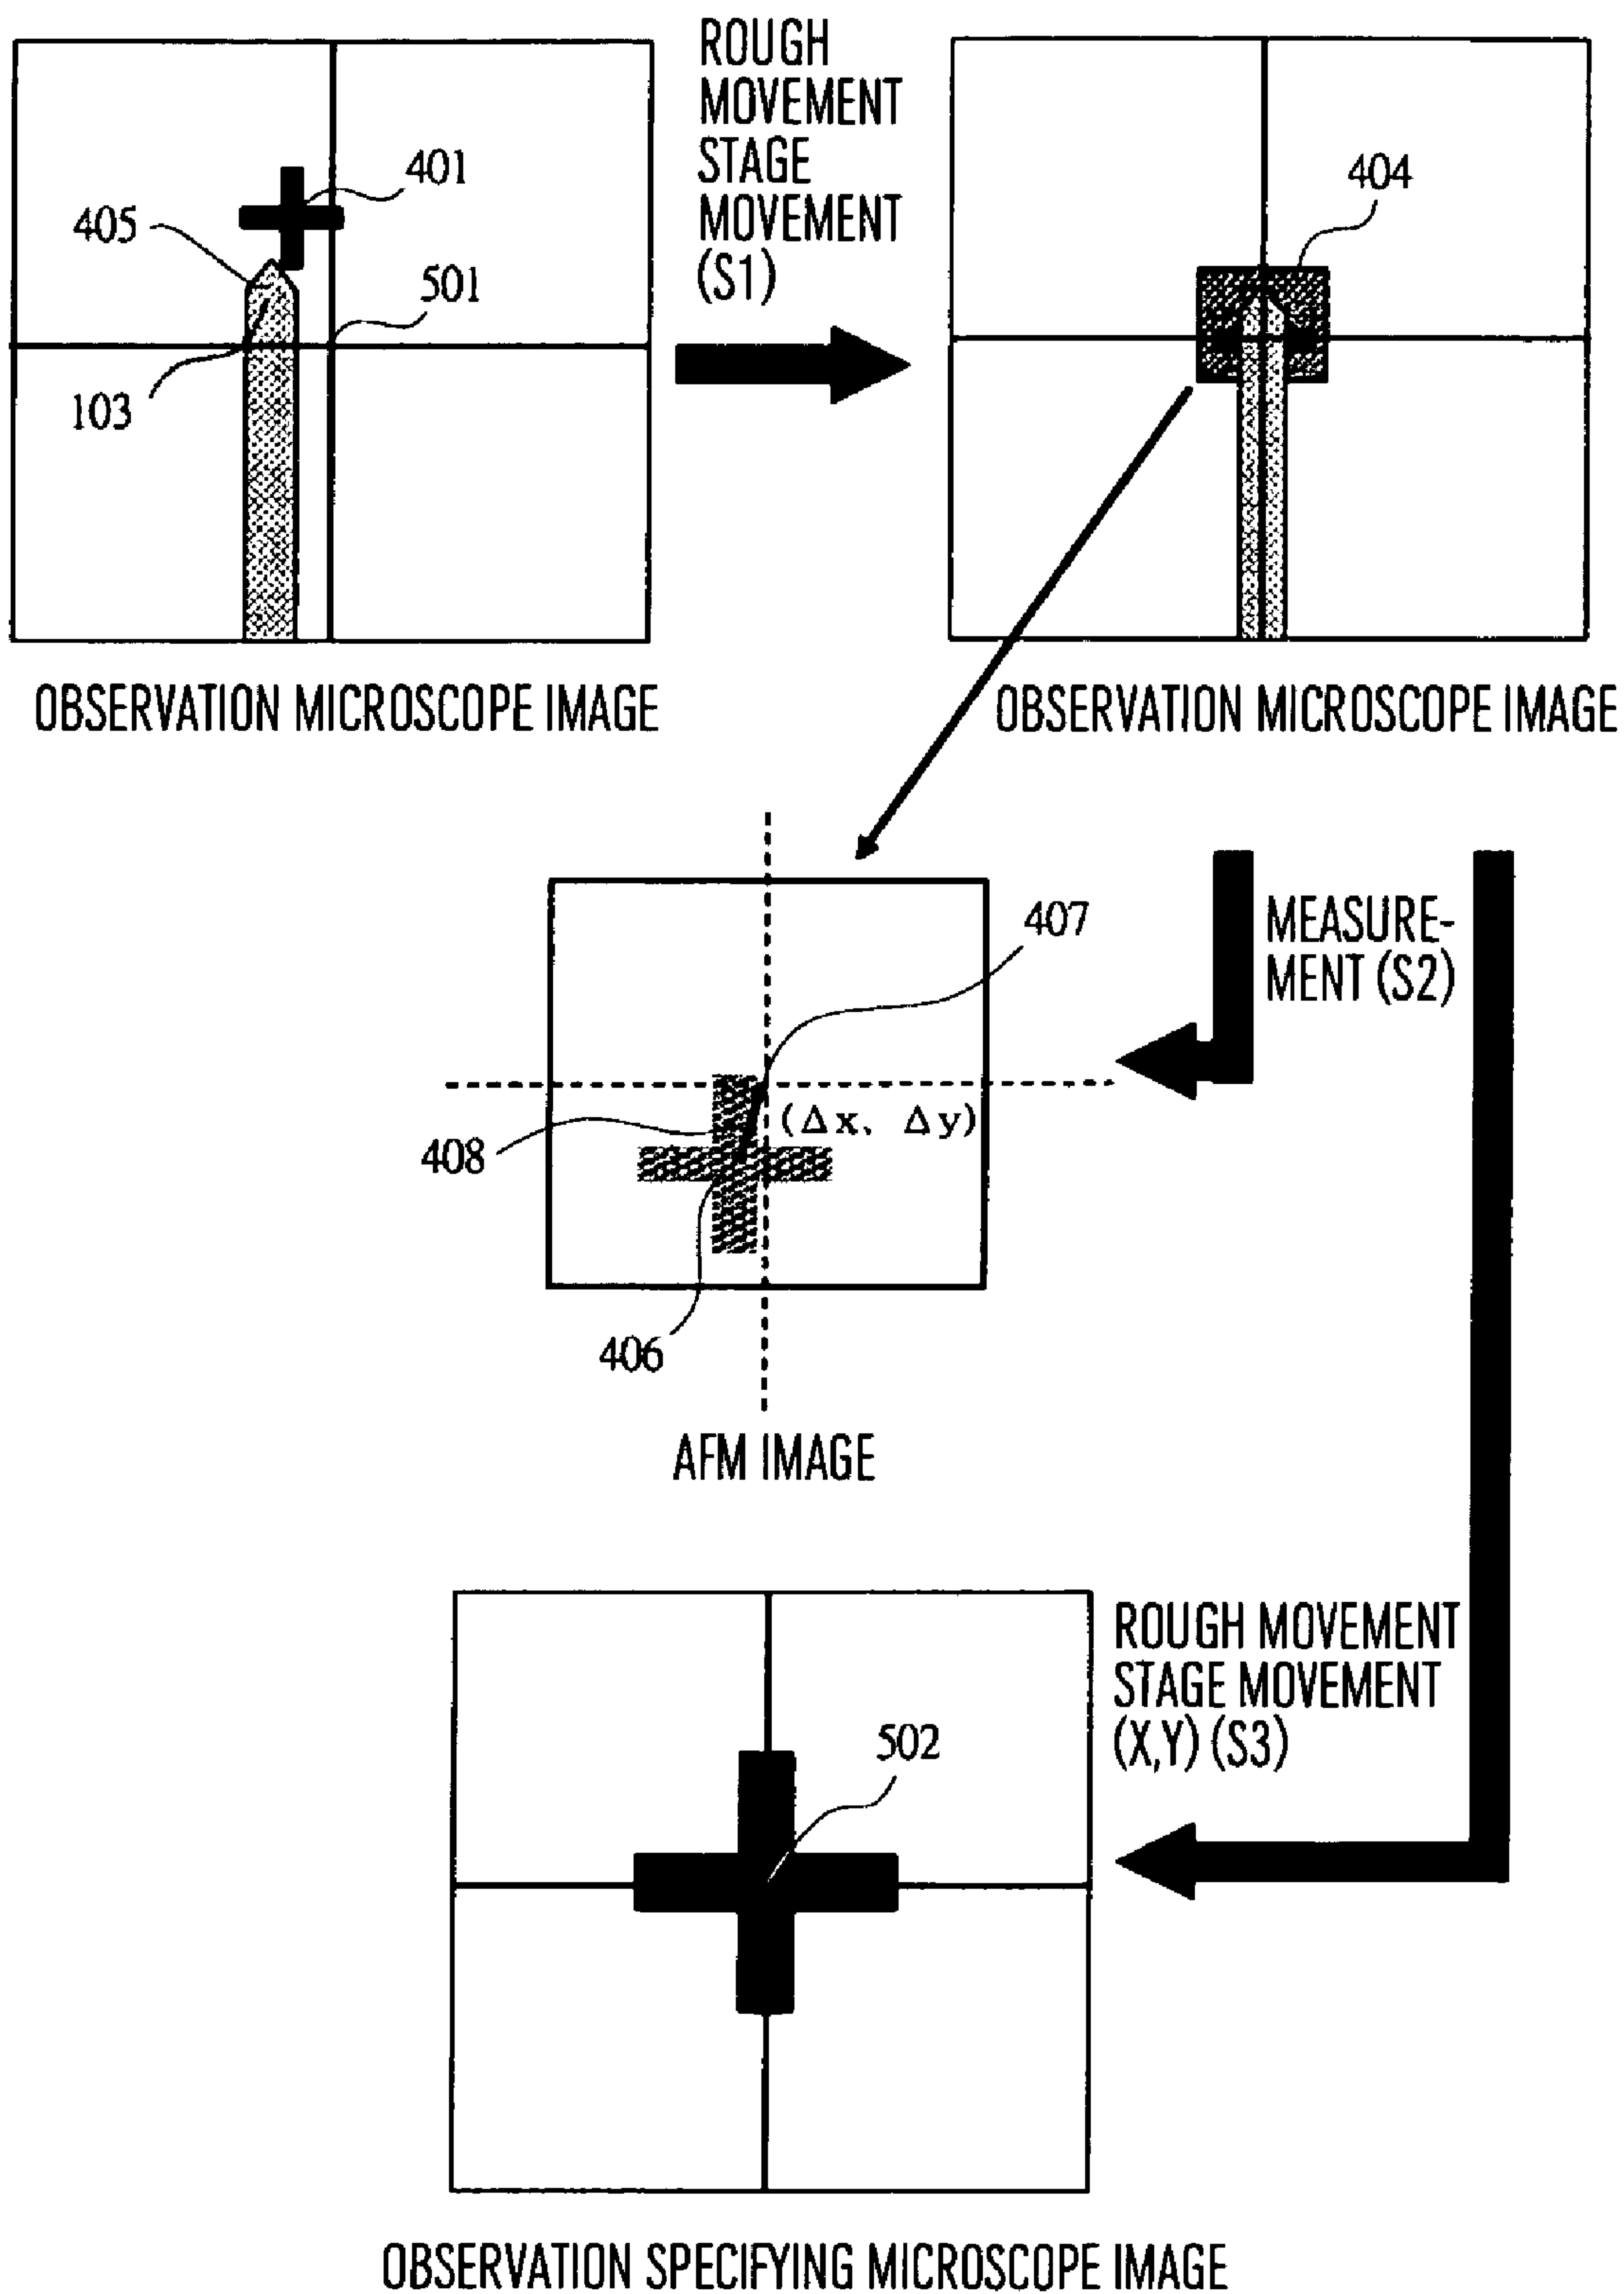 ROUGH
MOVEMENT
STAGE
MOVEMENT
(S1)
401
405
501
103
404
OBSERVATION MICROSCOPE IMAGE
OBSERVATION MICROSCOPE IMAGE
407
MEASURE-
MENT (S2)
(Δx, Δy)
408
406
AFM IMAGE
ROUGH MOVEMENT
STAGE MOVEMENT
(X,Y) (S3)
502
OBSERVATION SPECIFYING MICROSCOPE IMAGE